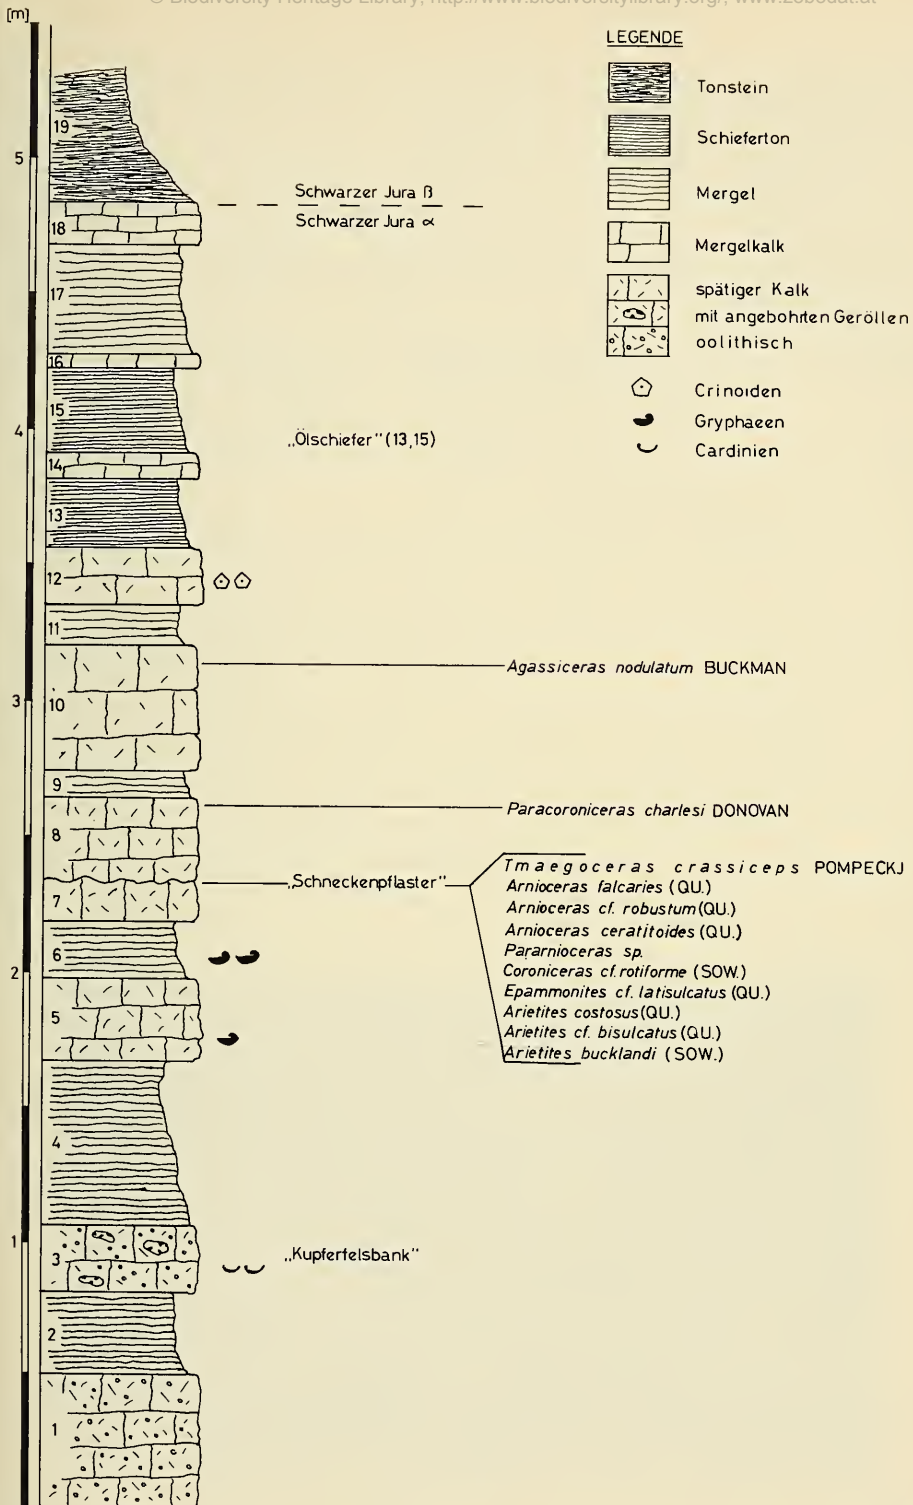 © Biodiversity Heritage Library, http://www.biodiversitylibrary.org/; www.zobodat.at
[m]
LEGENDE
Tonstein
Schieferton
Mergel
Mergelkalk
spätiger Kalk
mit angebohrten Geröllen
oolithisch
Crinoiden
Gryphaeen
Cardinien
19
5
Schwarzer Jura β
Schwarzer Jura α
18
17
16
15
4
„Ölschiefer" (13,15)
14
13
12
11
Agassiceras nodulatum BUCKMAN
3
10
9
Paracoroniceras charlesi DONOVAN
8
„Schneckenpflaster"
Tmaegoceras crassiceps POMPECKJ
Arnioceras falcaries (QU.)
Arnioceras cf. robustum (QU.)
Arnioceras ceratitoides (QU.)
Pararnioceras sp.
Coroniceras cf. rotiforme (SOW.)
Epammonites cf. latisulcatus (QU.)
Arietites costosus (QU.)
Arietites cf. bisulcatus (QU.)
Arietites bucklandi (SOW.)
7
6
2
5
4
1
3
„Kupferfelsbank"
2
1